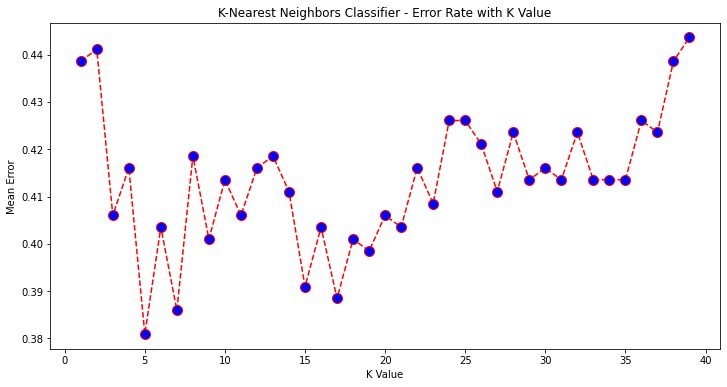 K-Nearest Neighbors Classifier - Error Rate with K Value
0.44
0.43
0.42
0.41
0.40
0.39
0.38
Mean Error
0 5 10 15 20 25 30 35 40
K Value